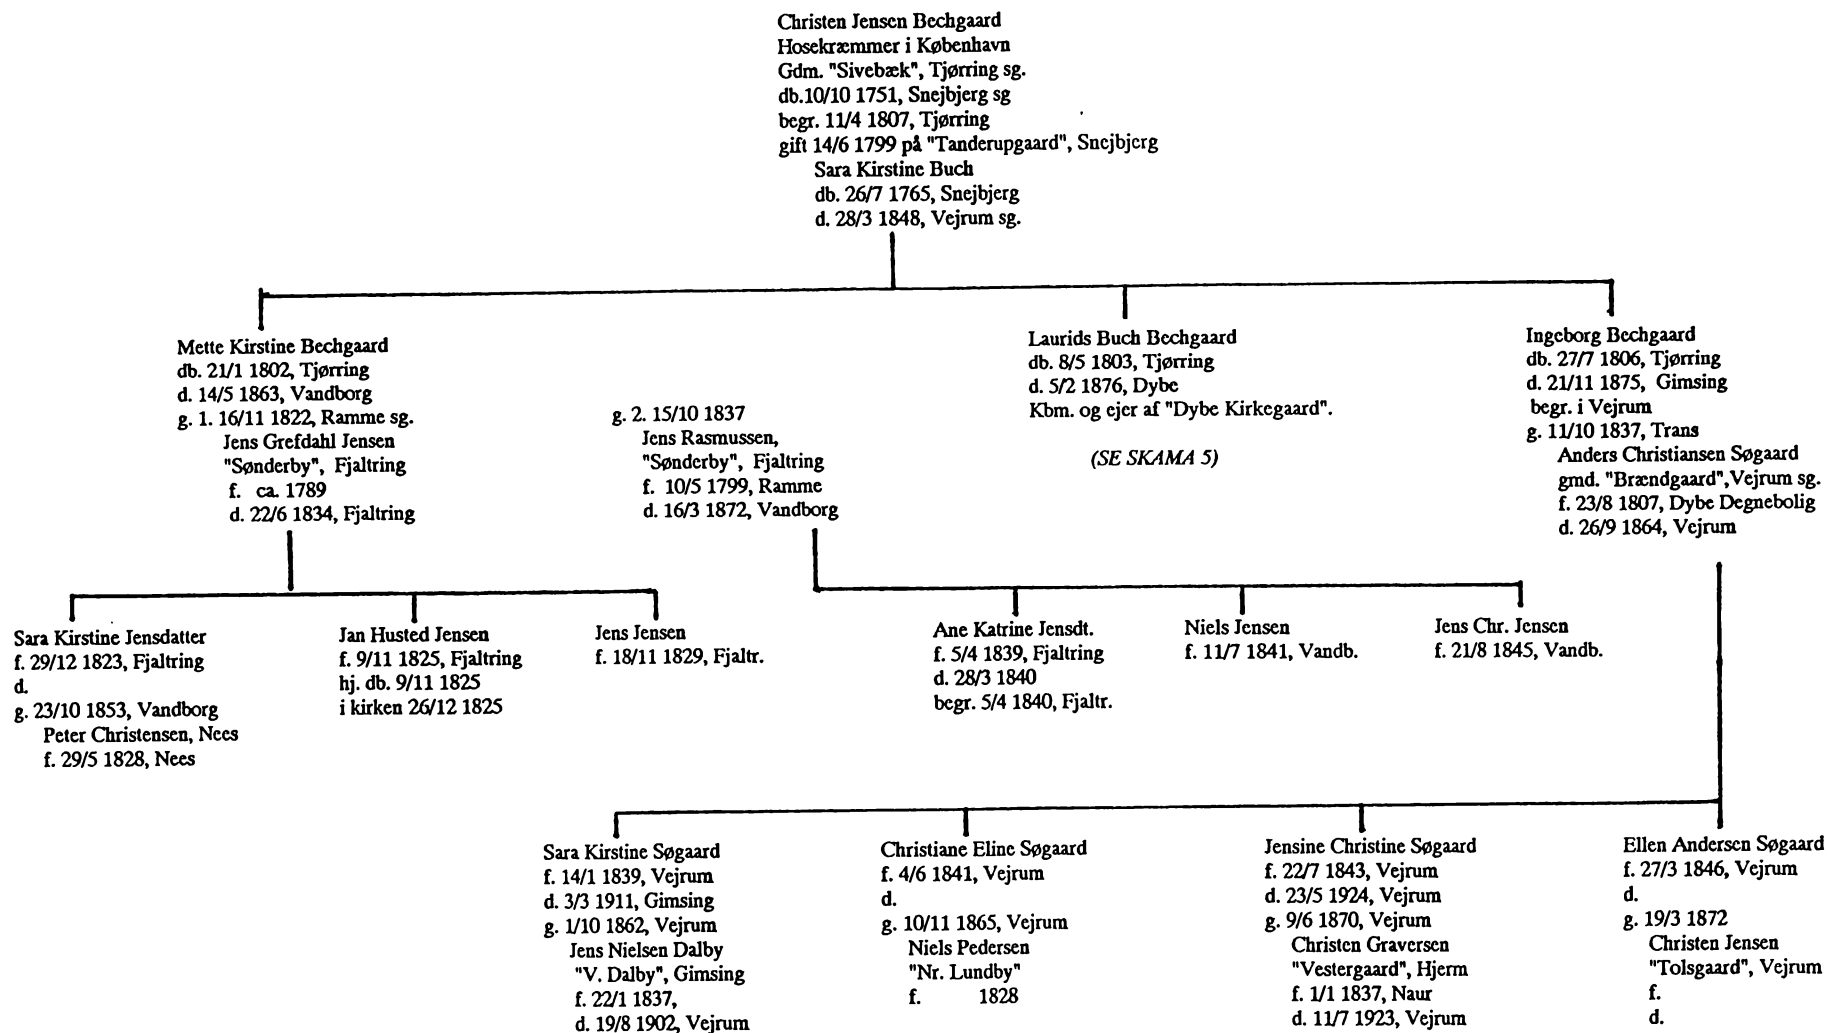 Christen Jensen Bechgaard
Hosekræmmer i København
Gdm. "Sivebæk", Tjørring sg.
db.10/10 1751, Snejbjerg sg
begr. 11/4 1807, Tjørring
gift 14/6 1799 på "Tanderupgaard", Snejbjerg
Sara Kirstine Buch
db. 26/7 1765, Snejbjerg
d. 28/3 1848, Vejrum sg.
Mette Kirstine Bechgaard
db. 21/1 1802, Tjørring
d. 14/5 1863, Vandborg
g. 1. 16/11 1822, Ramme sg.
Jens Grefdahl Jensen
"Sønderby", Fjaltring
f. ca. 1789
d. 22/6 1834, Fjaltring
g. 2. 15/10 1837
Jens Rasmussen,
"Sønderby", Fjaltring
f. 10/5 1799, Ramme
d. 16/3 1872, Vandborg
Laurids Buch Bechgaard
db. 8/5 1803, Tjørring
d. 5/2 1876, Dybe
Kbm. og ejer af "Dybe Kirkegaard".
(SE SKAMA 5)
Ingeborg Bechgaard
db. 27/7 1806, Tjørring
d. 21/11 1875, Gimsing
begr. i Vejrum
g. 11/10 1837, Trans
Anders Christiansen Søgaard
gmd. "Brændgaard",Vejrum sg.
f. 23/8 1807, Dybe Degnebolig
d. 26/9 1864, Vejrum
Sara Kirstine Jensdatter
f. 29/12 1823, Fjaltring
d.
g. 23/10 1853, Vandborg
Peter Christensen, Nees
f. 29/5 1828, Nees
Jan Husted Jensen
f. 9/11 1825, Fjaltring
hj. db. 9/11 1825
i kirken 26/12 1825
Jens Jensen
f. 18/11 1829, Fjaltr.
Ane Katrine Jensdt.
f. 5/4 1839, Fjaltring
d. 28/3 1840
begr. 5/4 1840, Fjaltr.
Niels Jensen
f. 11/7 1841, Vandb.
Jens Chr. Jensen
f. 21/8 1845, Vandb.
Sara Kirstine Søgaard
f. 14/1 1839, Vejrum
d. 3/3 1911, Gimsing
g. 1/10 1862, Vejrum
Jens Nielsen Dalby
"V. Dalby", Gimsing
f. 22/1 1837,
d. 19/8 1902, Vejrum
Christiane Eline Søgaard
f. 4/6 1841, Vejrum
d.
g. 10/11 1865, Vejrum
Niels Pedersen
"Nr. Lundby"
f. 1828
Jensine Christine Søgaard
f. 22/7 1843, Vejrum
d. 23/5 1924, Vejrum
g. 9/6 1870, Vejrum
Christen Graversen
"Vestergaard", Hjerm
f. 1/1 1837, Naur
d. 11/7 1923, Vejrum
Ellen Andersen Søgaard
f. 27/3 1846, Vejrum
d.
g. 19/3 1872
Christen Jensen
"Tolsgaard", Vejrum
f.
d.